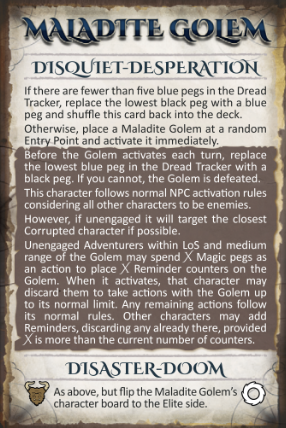 MALADITE GOLEM
DISQUIET-DESPERATION
If there are fewer than five blue pegs in the Dread
Tracker, replace the lowest black peg with a blue
peg and shuffle this card back into the deck.
Otherwise, place a Maladite Golem at a random
Entry Point and activate it immediately.
Before the Golem activates each turn, replace
the lowest blue peg in the Dread Tracker with a
black peg. If you cannot, the Golem is defeated.
This character follows normal NPC activation rules
considering all other characters to be enemies.
However, if unengaged it will target the closest
Corrupted character if possible.
Unengaged Adventurers within LoS and medium
range of the Golem may spend X Magic pegs as
an action to place X Reminder counters on the
Golem. When it activates, that character may
discard them to take actions with the Golem up
to its normal limit. Any remaining actions follow
its normal rules. Other characters may add
Reminders, discarding any already there, provided
X is more than the current number of counters.
DISASTER-DOOM
As above, but flip the Maladite Golem's
character board to the Elite side.